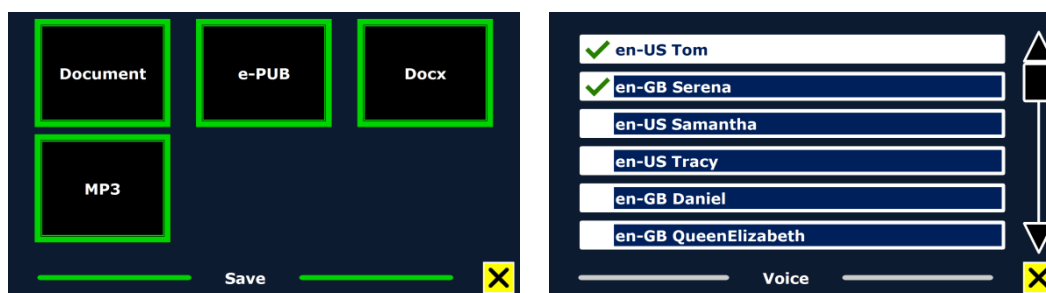 Document
e-PUB
Docx
MP3
Save
en-US Tom
en-GB Serena
en-US Samantha
en-US Tracy
en-GB Daniel
en-GB QueenElizabeth
Voice